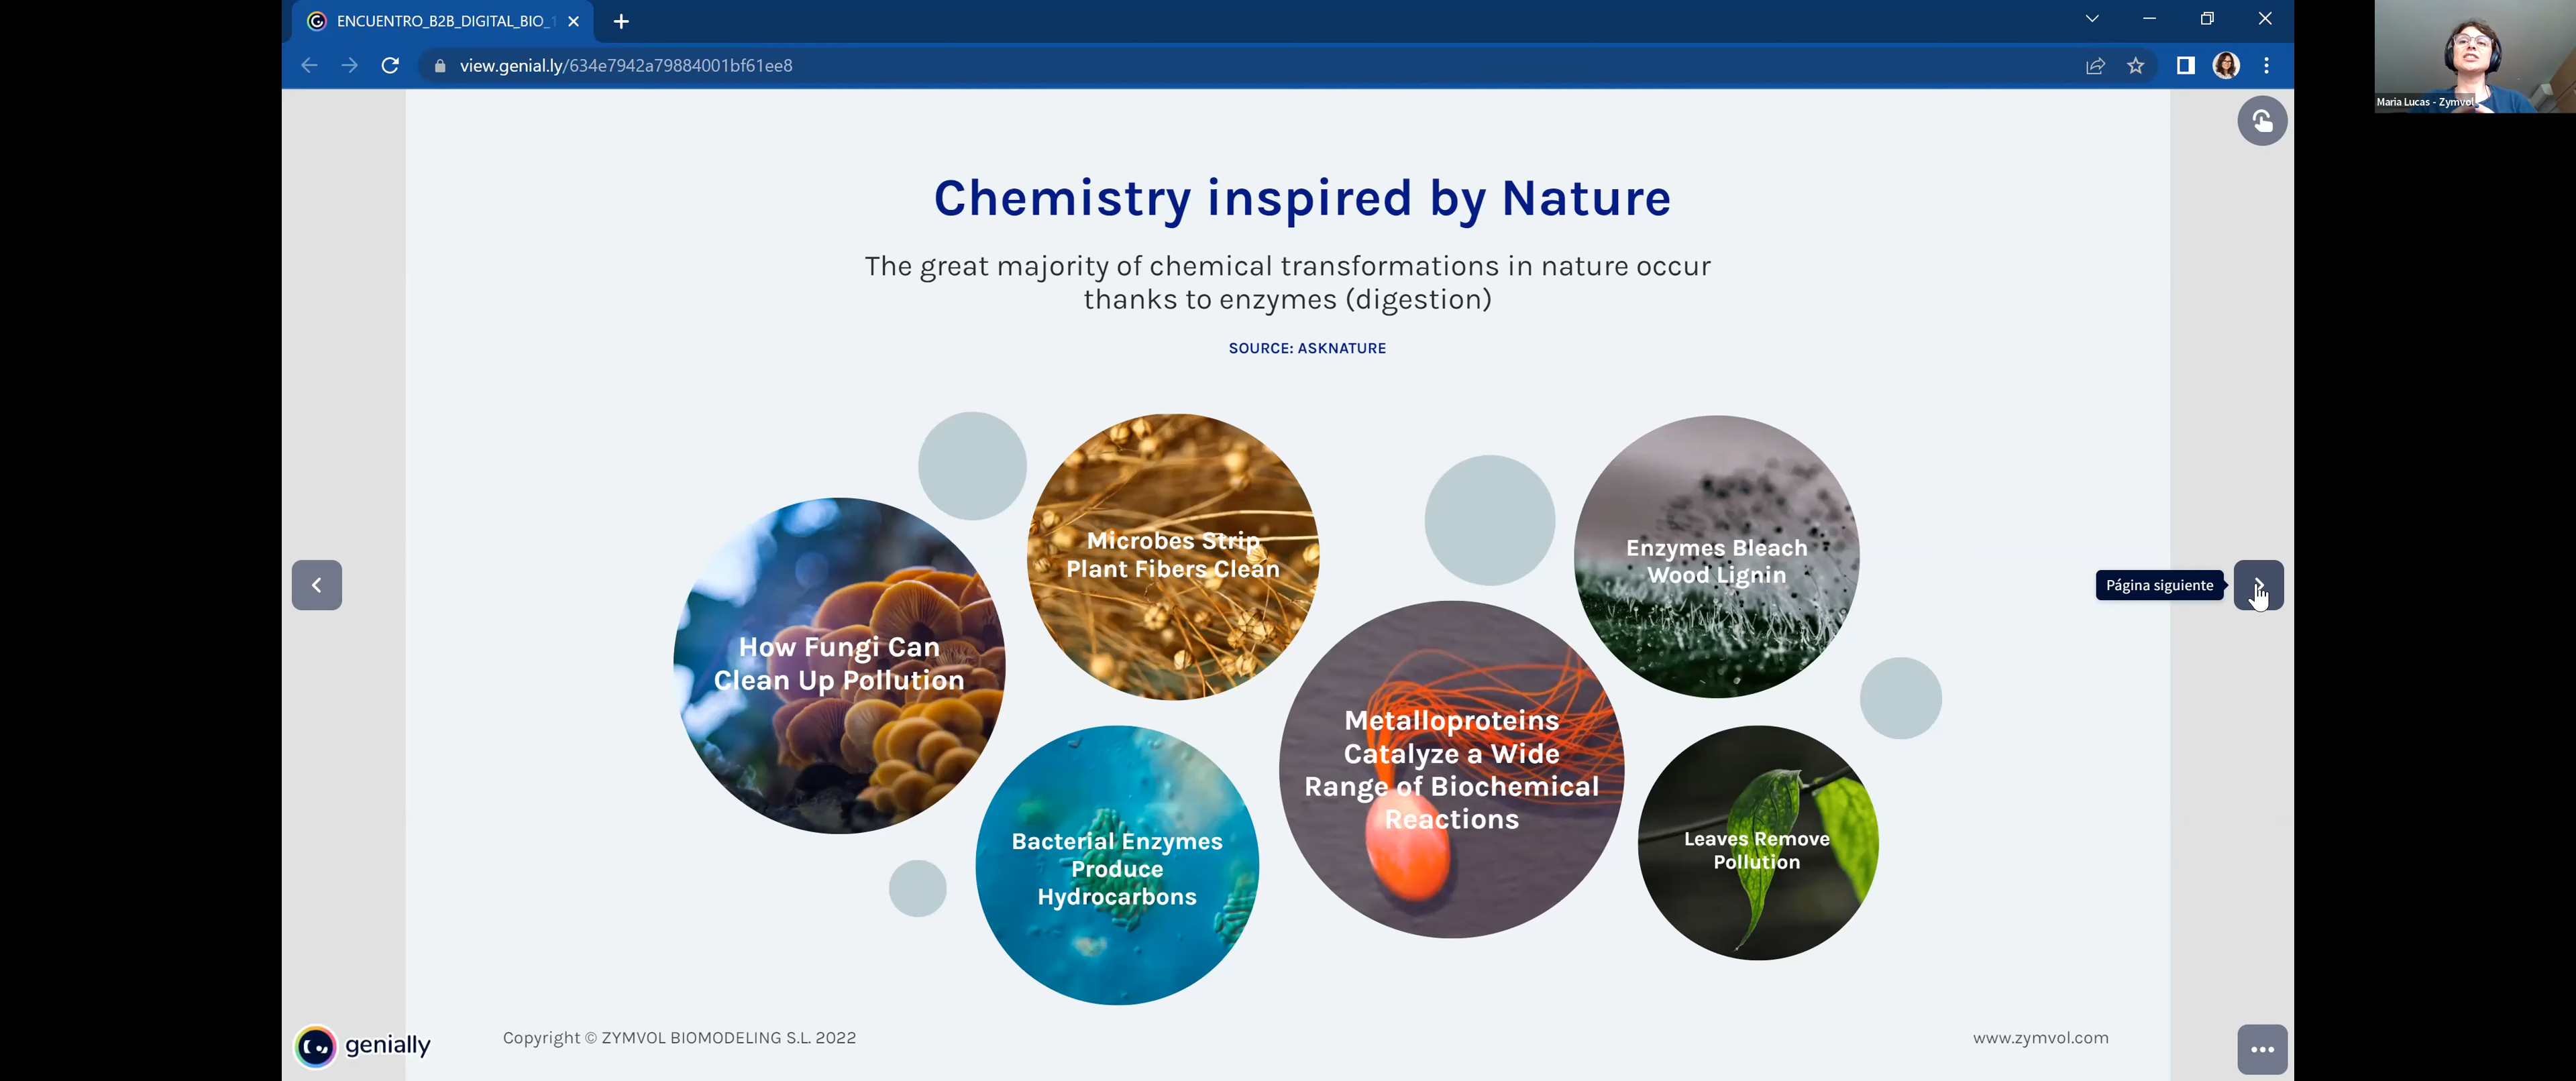 ENCUENTRO_B2B_DIGITAL_BIO_1
view.genial.ly/634e7942a79884001bf61ee8
Maria Lucas - Zymvol
Chemistry inspired by Nature
The great majority of chemical transformations in nature occur
thanks to enzymes (digestion)
SOURCE: ASKNATURE
How Fungi Can
Clean Up Pollution
Microbes Strip
Plant Fibers Clean
Bacterial Enzymes
Produce
Hydrocarbons
Metalloproteins
Catalyze a Wide
Range of Biochemical
Reactions
Enzymes Bleach
Wood Lignin
Leaves Remove
Pollution
Página siguiente
genially
Copyright © ZYMVOL BIOMODELING S.L. 2022
www.zymvol.com